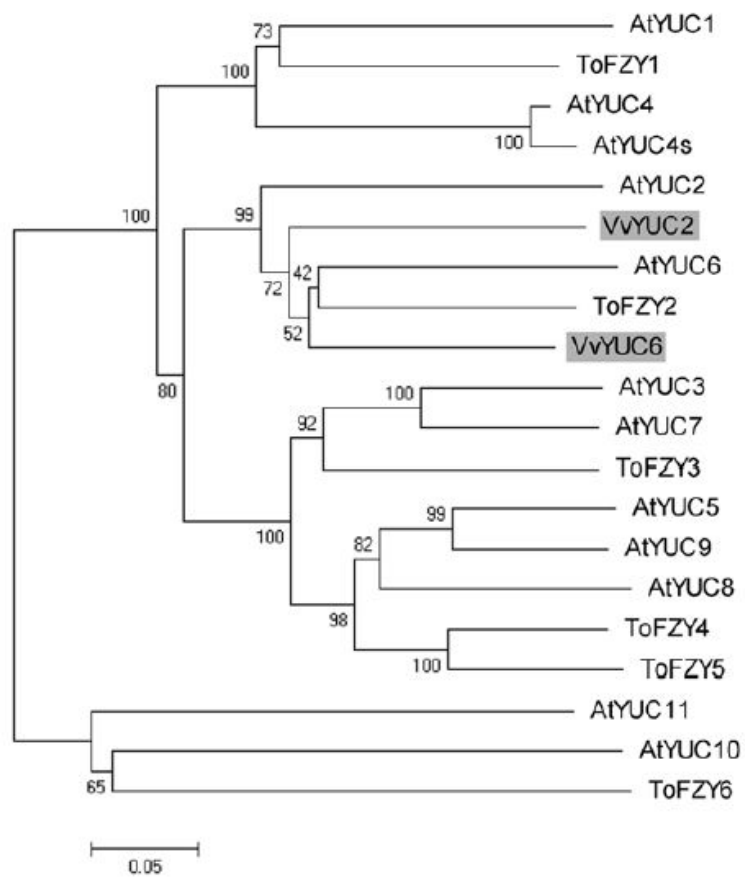 AtYUC1
73
ToFZY1
100
AtYUC4
100
AtYUC4s
AtYUC2
100
99
VvYUC2
AtYUC6
42
72
ToFZY2
52
VvYUC6
AtYUC3
100
80
AtYUC7
92
ToFZY3
AtYUC5
99
100
AtYUC9
82
AtYUC8
98
ToFZY4
100
ToFZY5
AtYUC11
AtYUC10
65
ToFZY6
0.05